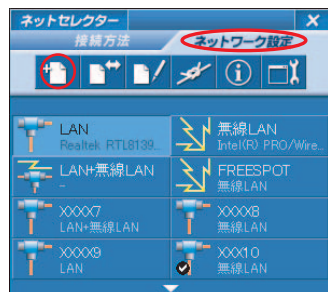 ネットセレクター
接続方法
ネットワーク設定
LAN
Realtek RTL8139...
無線LAN
Intel(R) PRO/Wire...
LAN+無線LAN
-
FREESPOT
無線LAN
XXXX7
LAN+無線LAN
XXXX8
無線LAN
XXXX9
LAN
XXX10
無線LAN